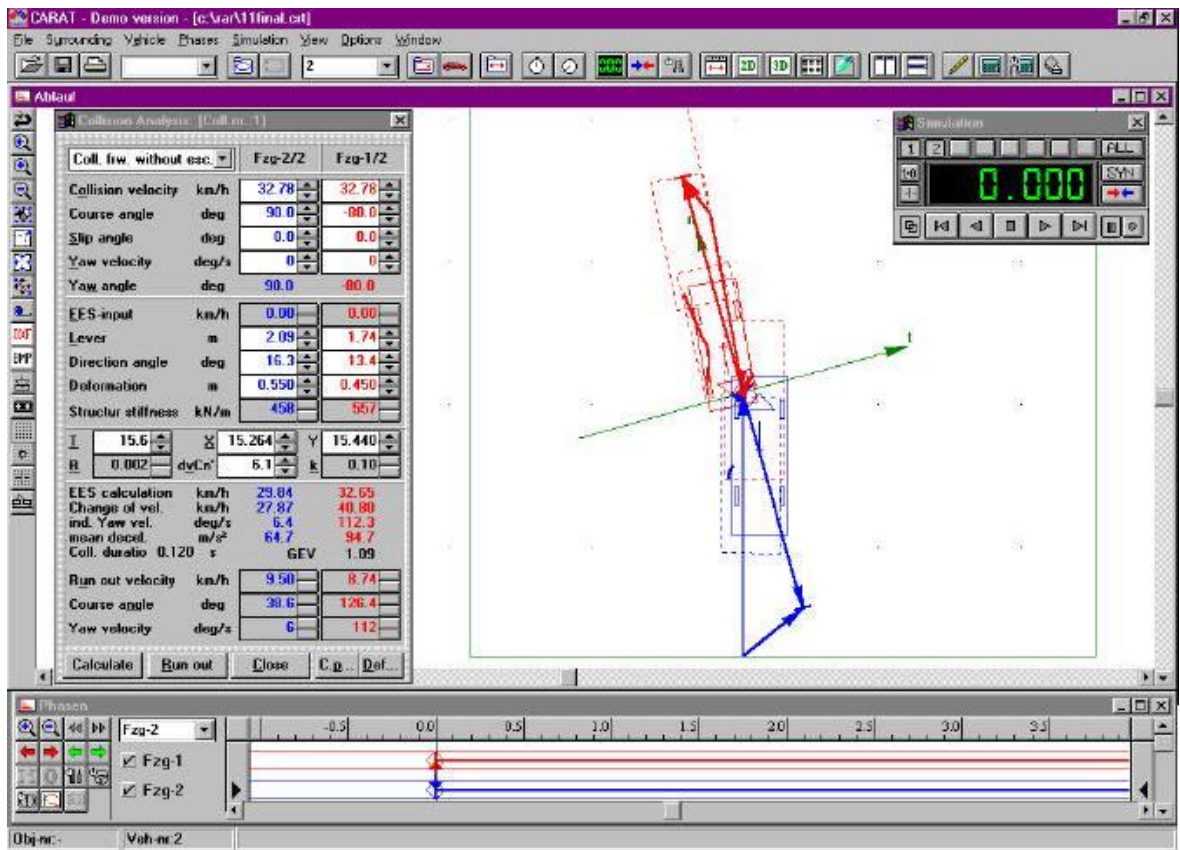 CARAT - Demo version - [c:\rar\11final.crt]
File Surrounding Vehicle Phases Simulation View Options Window
2 2D 3D
Ablauf
Collision Analysis: [Coll.nr.:1]
Simulation
Coll. frw. without esc. Fzg-2/2 Fzg-1/2
1 2 ALL
SYN
0.000
Collision velocity km/h 32.78 32.78
Course angle deg 90.0 -80.0
Slip angle deg 0.0 0.0
Yaw velocity deg/s 0 0
Yaw angle deg 90.0 -80.0
EES-input km/h 0.00 0.00
Lever m 2.09 1.74
Direction angle deg 16.3 13.4
Deformation m 0.550 0.450
Structur stiffness kN/m 458 557
T 15.6 X 15.264 Y 15.440
R 0.002 dvCn' 6.1 k 0.10
EES calculation km/h 29.84 32.65
Change of vel. km/h 27.87 40.80
ind. Yaw vel. deg/s 6.4 112.3
mean decel. m/s² 64.7 94.7
Coll. duratio 0.120 s GEV 1.09
Run out velocity km/h 9.50 8.74
Course angle deg 38.6 126.4
Yaw velocity deg/s 6 112
Calculate Run out Close C.p... Def...
t
DXF
BMP
Phasen
Fzg-2
-0.5 0.0 0.5 1.0 1.5 2.0 2.5 3.0 3.5
Fzg-1
Fzg-2
Obj-nr:- Veh-nr:2